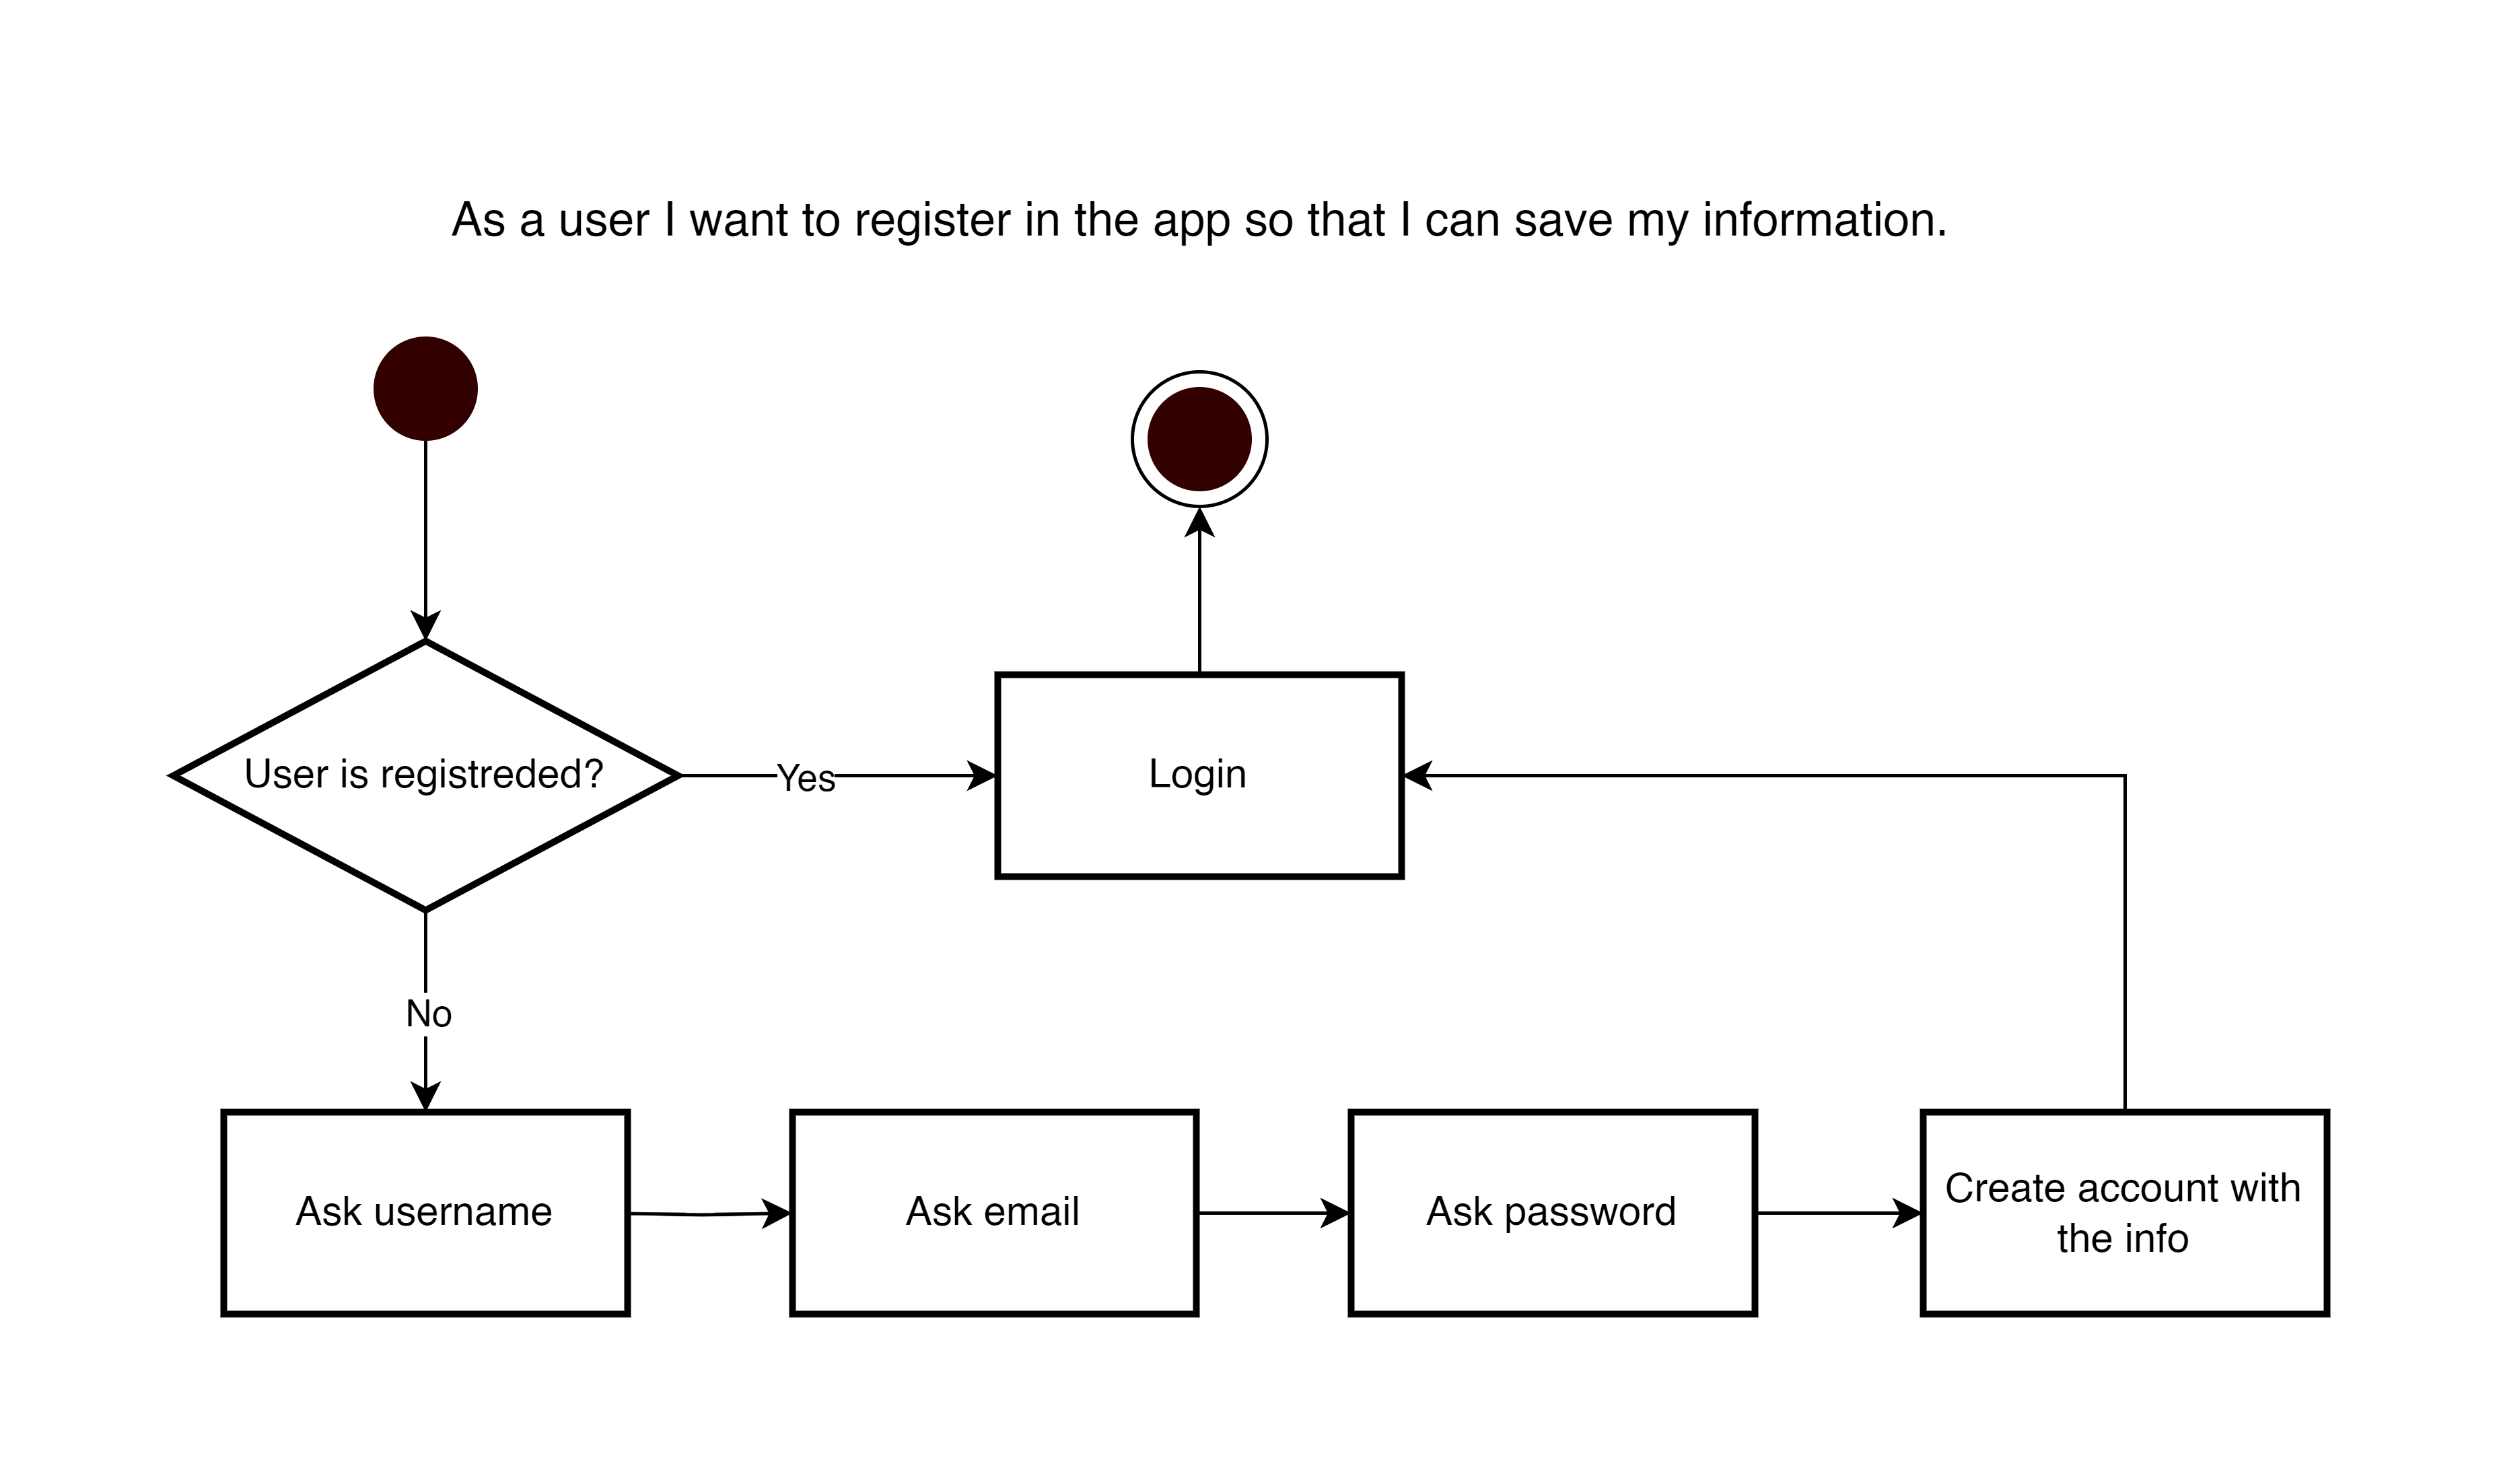 As a user I want to register in the app so that I can save my information.
User is registreded?
Yes
Login
No
Ask username
Ask email
Ask password
Create account with
the info